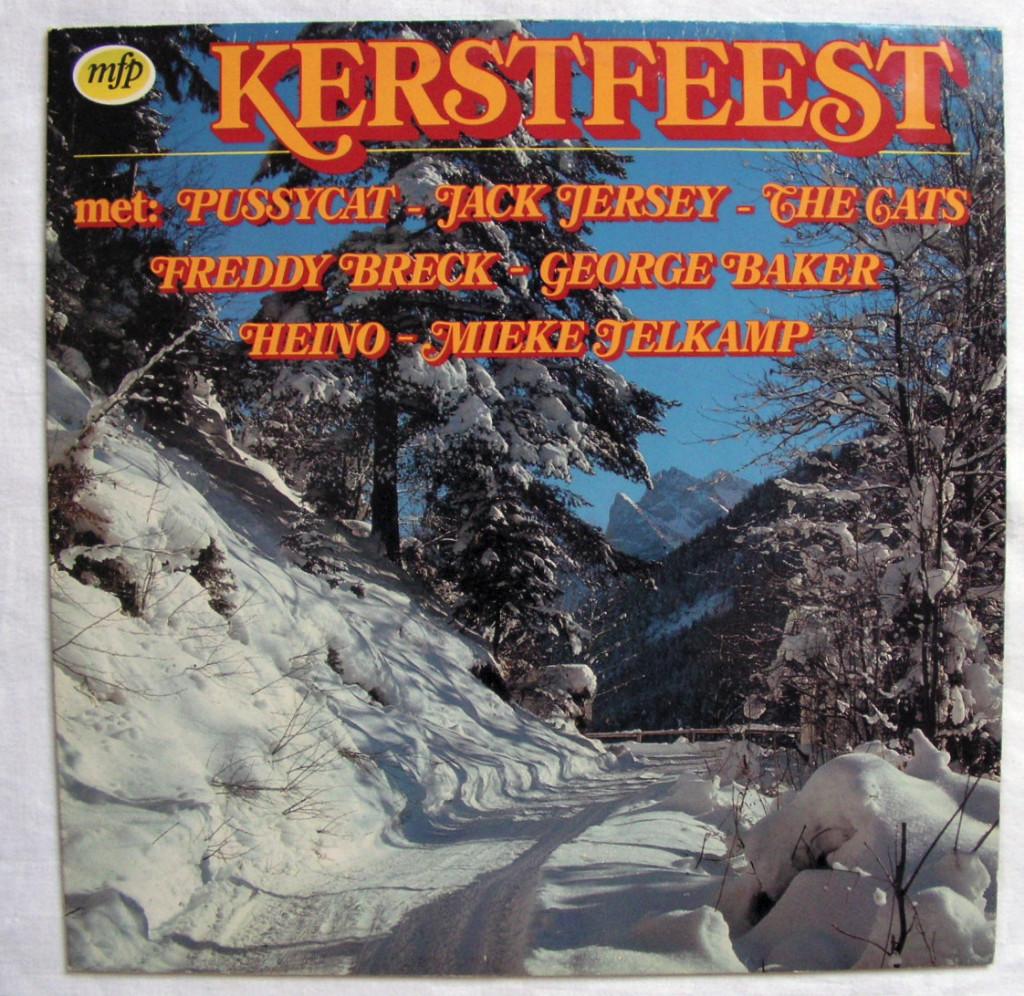 mfp
KERSTFEEST
met: PUSSYCAT - JACK JERSEY - THE CATS
FREDDY BRECK - GEORGE BAKER
HEINO - MIEKE TELKAMP